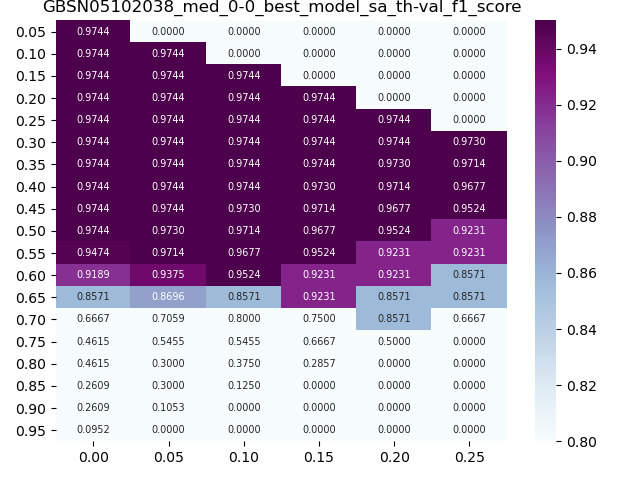 GBSN05102038_med_0-0_best_model_sa_th-val_f1_score
0.05 0.9744 0.0000 0.0000 0.0000 0.0000 0.0000
0.10 0.9744 0.9744 0.0000 0.0000 0.0000 0.0000
0.15 0.9744 0.9744 0.9744 0.0000 0.0000 0.0000
0.20 0.9744 0.9744 0.9744 0.9744 0.0000 0.0000
0.25 0.9744 0.9744 0.9744 0.9744 0.9744 0.0000
0.30 0.9744 0.9744 0.9744 0.9744 0.9744 0.9730
0.35 0.9744 0.9744 0.9744 0.9744 0.9730 0.9714
0.40 0.9744 0.9744 0.9744 0.9730 0.9714 0.9677
0.45 0.9744 0.9744 0.9730 0.9714 0.9677 0.9524
0.50 0.9744 0.9730 0.9714 0.9677 0.9524 0.9231
0.55 0.9474 0.9714 0.9677 0.9524 0.9231 0.9231
0.60 0.9189 0.9375 0.9524 0.9231 0.9231 0.8571
0.65 0.8571 0.8696 0.8571 0.9231 0.8571 0.8571
0.70 0.6667 0.7059 0.8000 0.7500 0.8571 0.6667
0.75 0.4615 0.5455 0.5455 0.6667 0.5000 0.0000
0.80 0.4615 0.3000 0.3750 0.2857 0.0000 0.0000
0.85 0.2609 0.3000 0.1250 0.0000 0.0000 0.0000
0.90 0.2609 0.1053 0.0000 0.0000 0.0000 0.0000
0.95 0.0952 0.0000 0.0000 0.0000 0.0000 0.0000
0.00 0.05 0.10 0.15 0.20 0.25
0.94
0.92
0.90
0.88
0.86
0.84
0.82
0.80